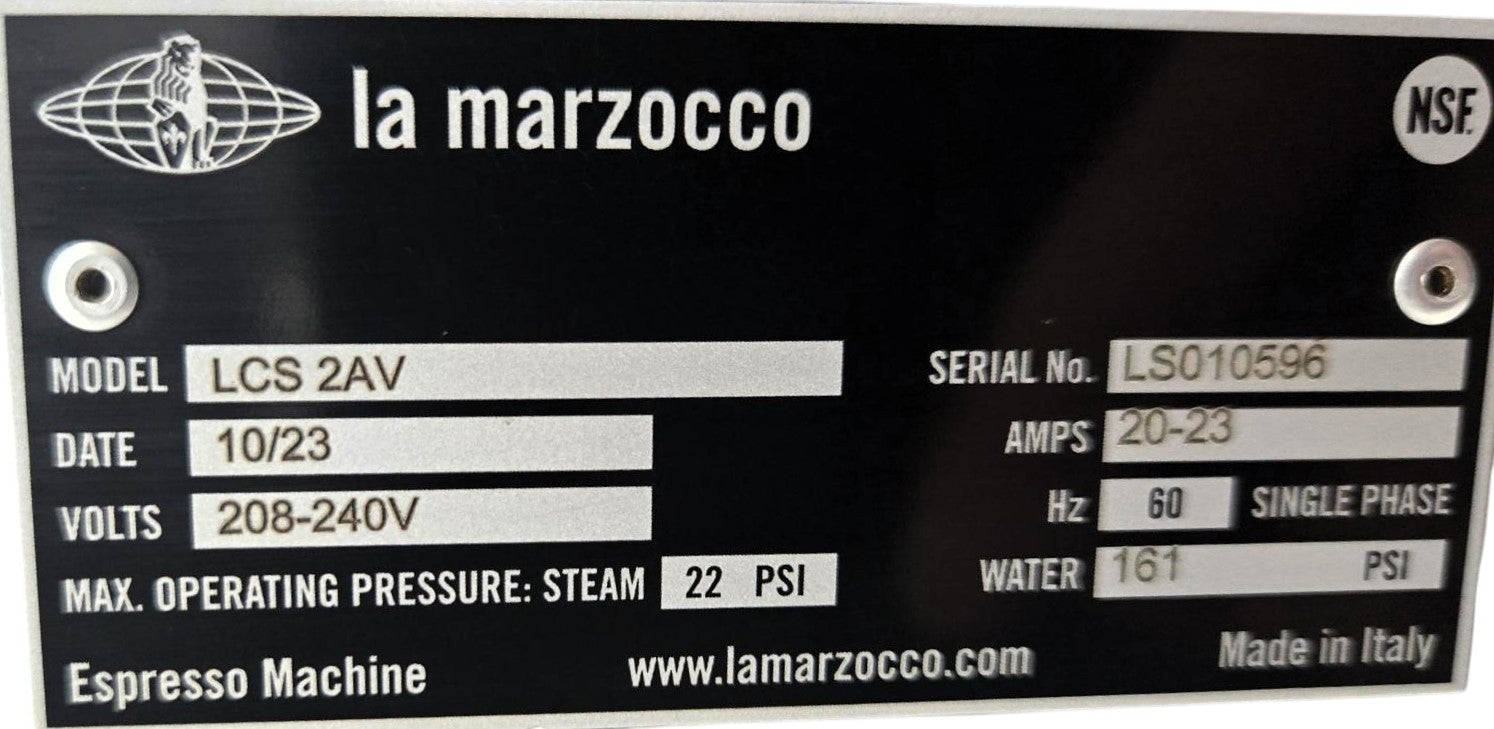 la marzocco
NSF.
MODEL LCS 2AV
SERIAL No. LS010596
DATE 10/23
AMPS 20-23
VOLTS 208-240V
Hz 60 SINGLE PHASE
MAX. OPERATING PRESSURE: STEAM 22 PSI
WATER 161 PSI
Espresso Machine
www.lamarzocco.com
Made in Italy